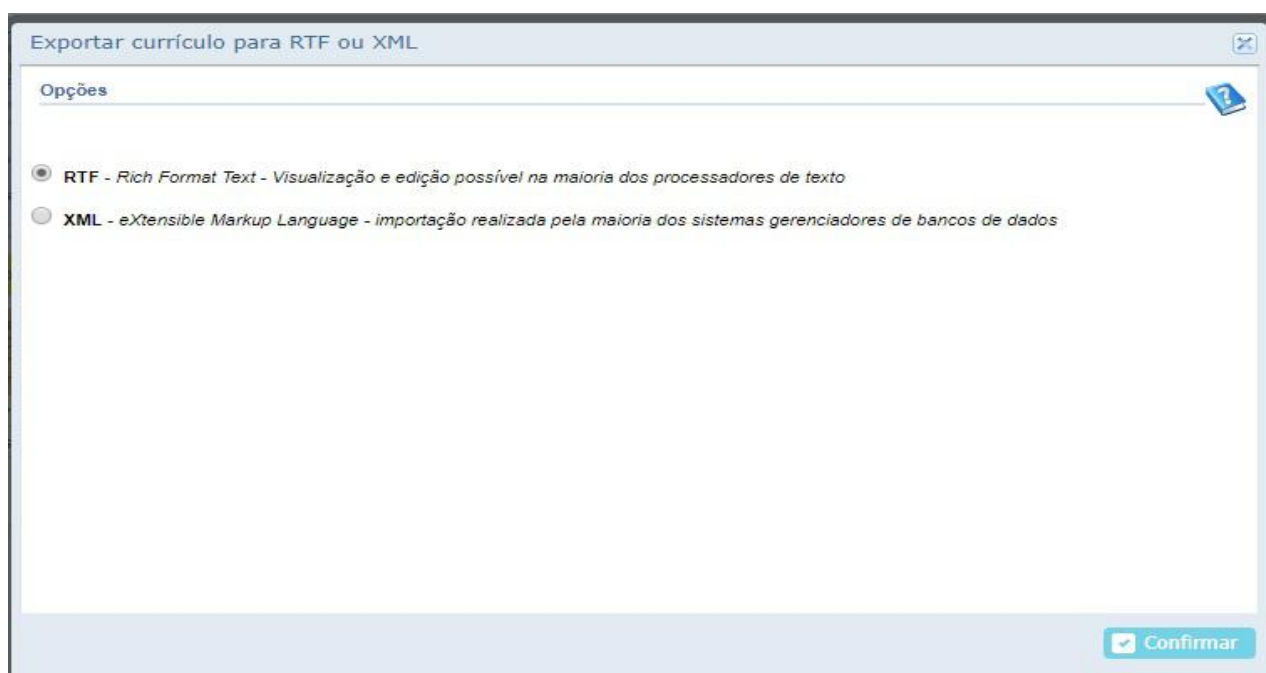 Exportar currículo para RTF ou XML
Opções
?
RTF - Rich Format Text - Visualização e edição possível na maioria dos processadores de texto
XML - eXtensible Markup Language - importação realizada pela maioria dos sistemas gerenciadores de bancos de dados
Confirmar